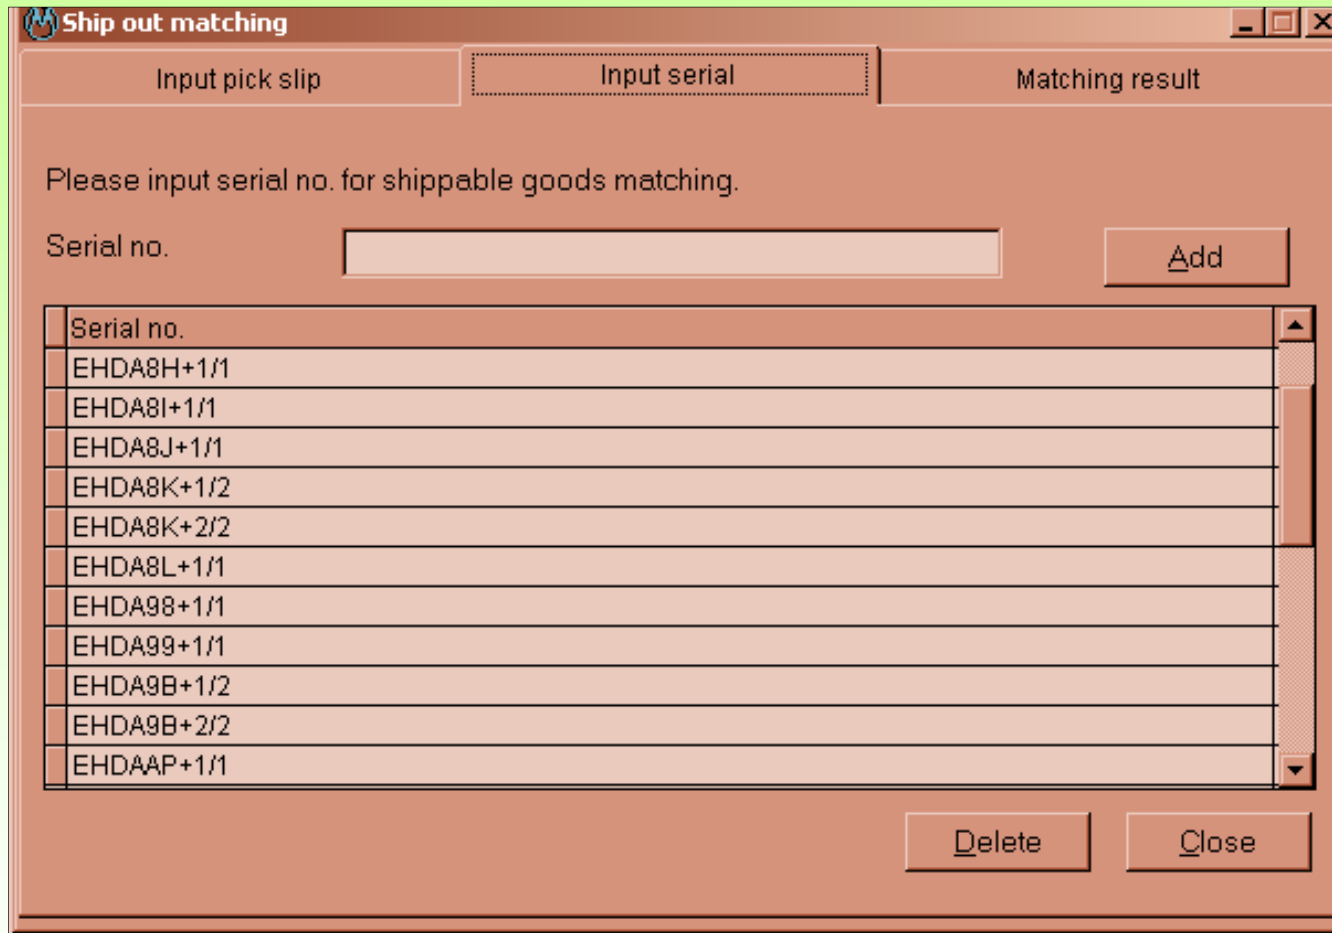 Ship out matching
Input pick slip Input serial Matching result
Please input serial no. for shippable goods matching.
Serial no. Add
Serial no.
EHDA8H+1/1
EHDA8I+1/1
EHDA8J+1/1
EHDA8K+1/2
EHDA8K+2/2
EHDA8L+1/1
EHDA98+1/1
EHDA99+1/1
EHDA9B+1/2
EHDA9B+2/2
EHDAAP+1/1
Delete Close